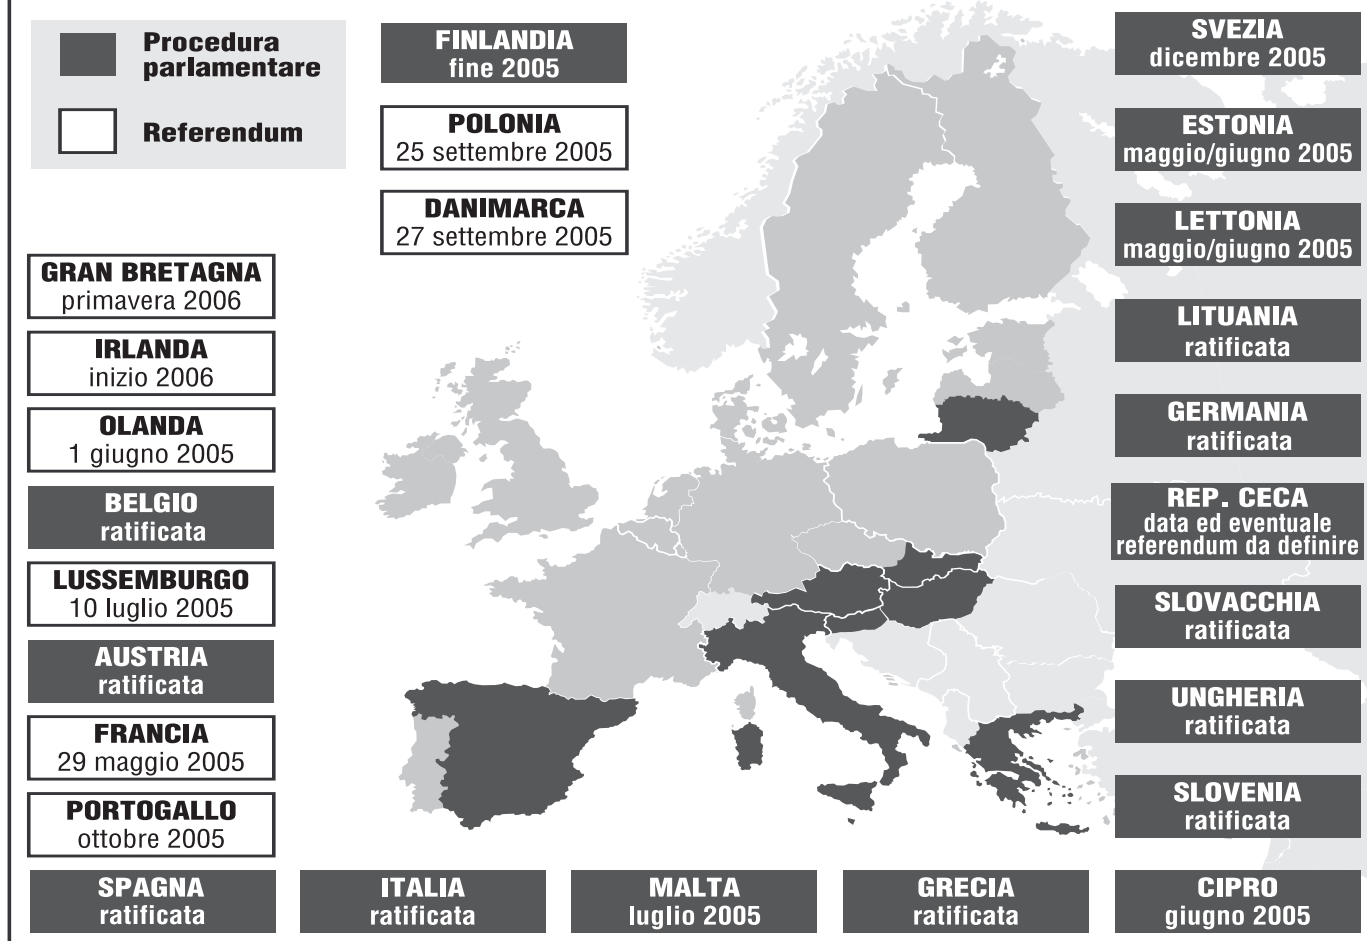 Procedura
parlamentare
Referendum
FINLANDIA
fine 2005
POLONIA
25 settembre 2005
DANIMARCA
27 settembre 2005
GRAN BRETAGNA
primavera 2006
IRLANDA
inizio 2006
OLANDA
1 giugno 2005
BELGIO
ratificata
LUSSEMBURGO
10 luglio 2005
AUSTRIA
ratificata
FRANCIA
29 maggio 2005
PORTOGALLO
ottobre 2005
SPAGNA
ratificata
ITALIA
ratificata
MALTA
luglio 2005
GRECIA
ratificata
SVEZIA
dicembre 2005
ESTONIA
maggio/giugno 2005
LETTONIA
maggio/giugno 2005
LITUANIA
ratificata
GERMANIA
ratificata
REP. CECA
data ed eventuale
referendum da definire
SLOVACCHIA
ratificata
UNGHERIA
ratificata
SLOVENIA
ratificata
CIPRO
giugno 2005